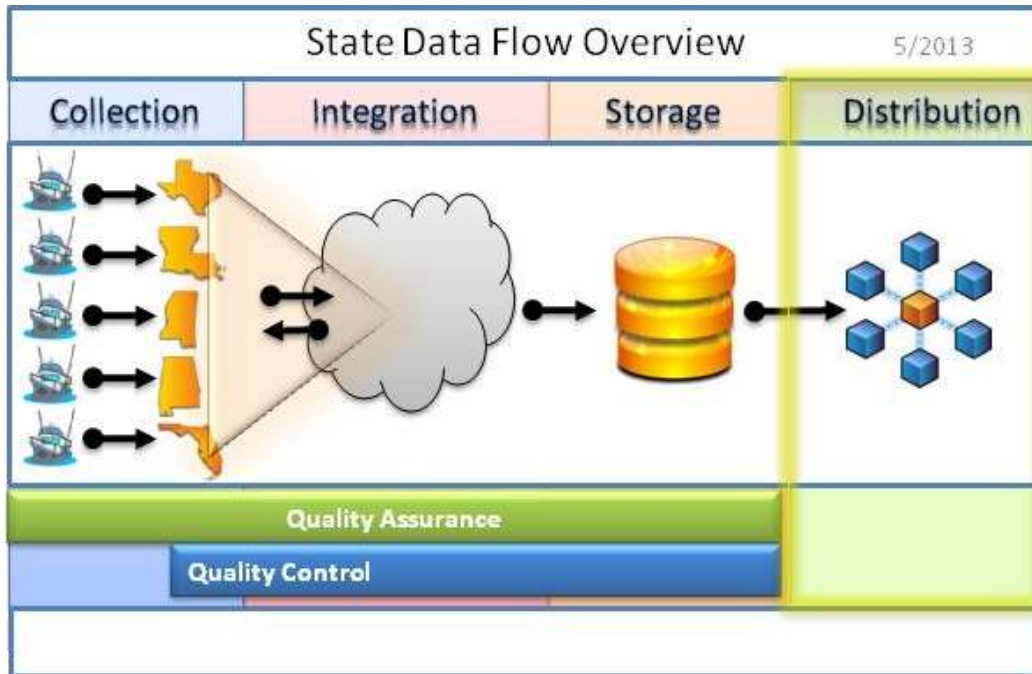 State Data Flow Overview
5/2013
Collection
Integration
Storage
Distribution
Quality Assurance
Quality Control